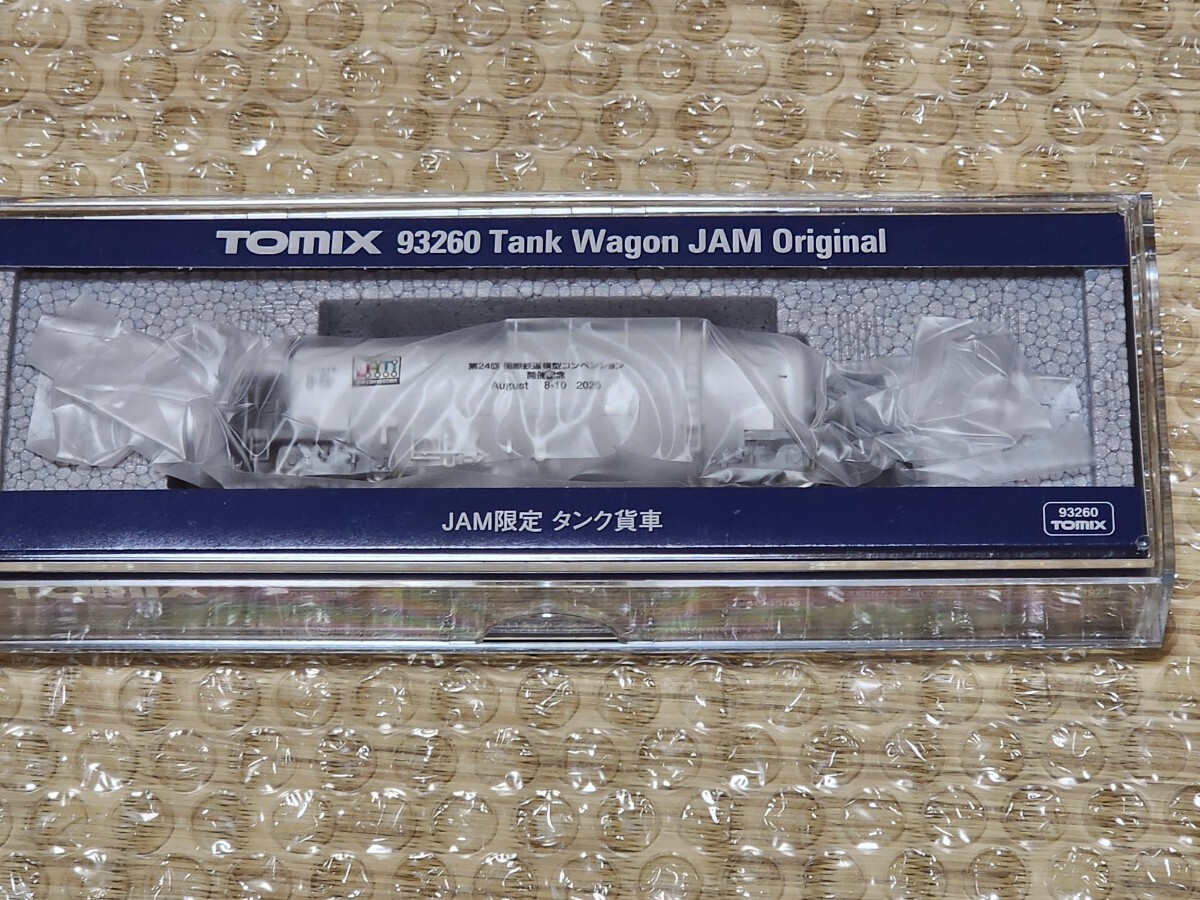 TOMIX 93260 Tank Wagon JAM Original
JAM
第24回 国際鉄道模型コンベンション
開催記念
August 8-10 2025
JAM限定 タンク貨車
93260
TOMIX